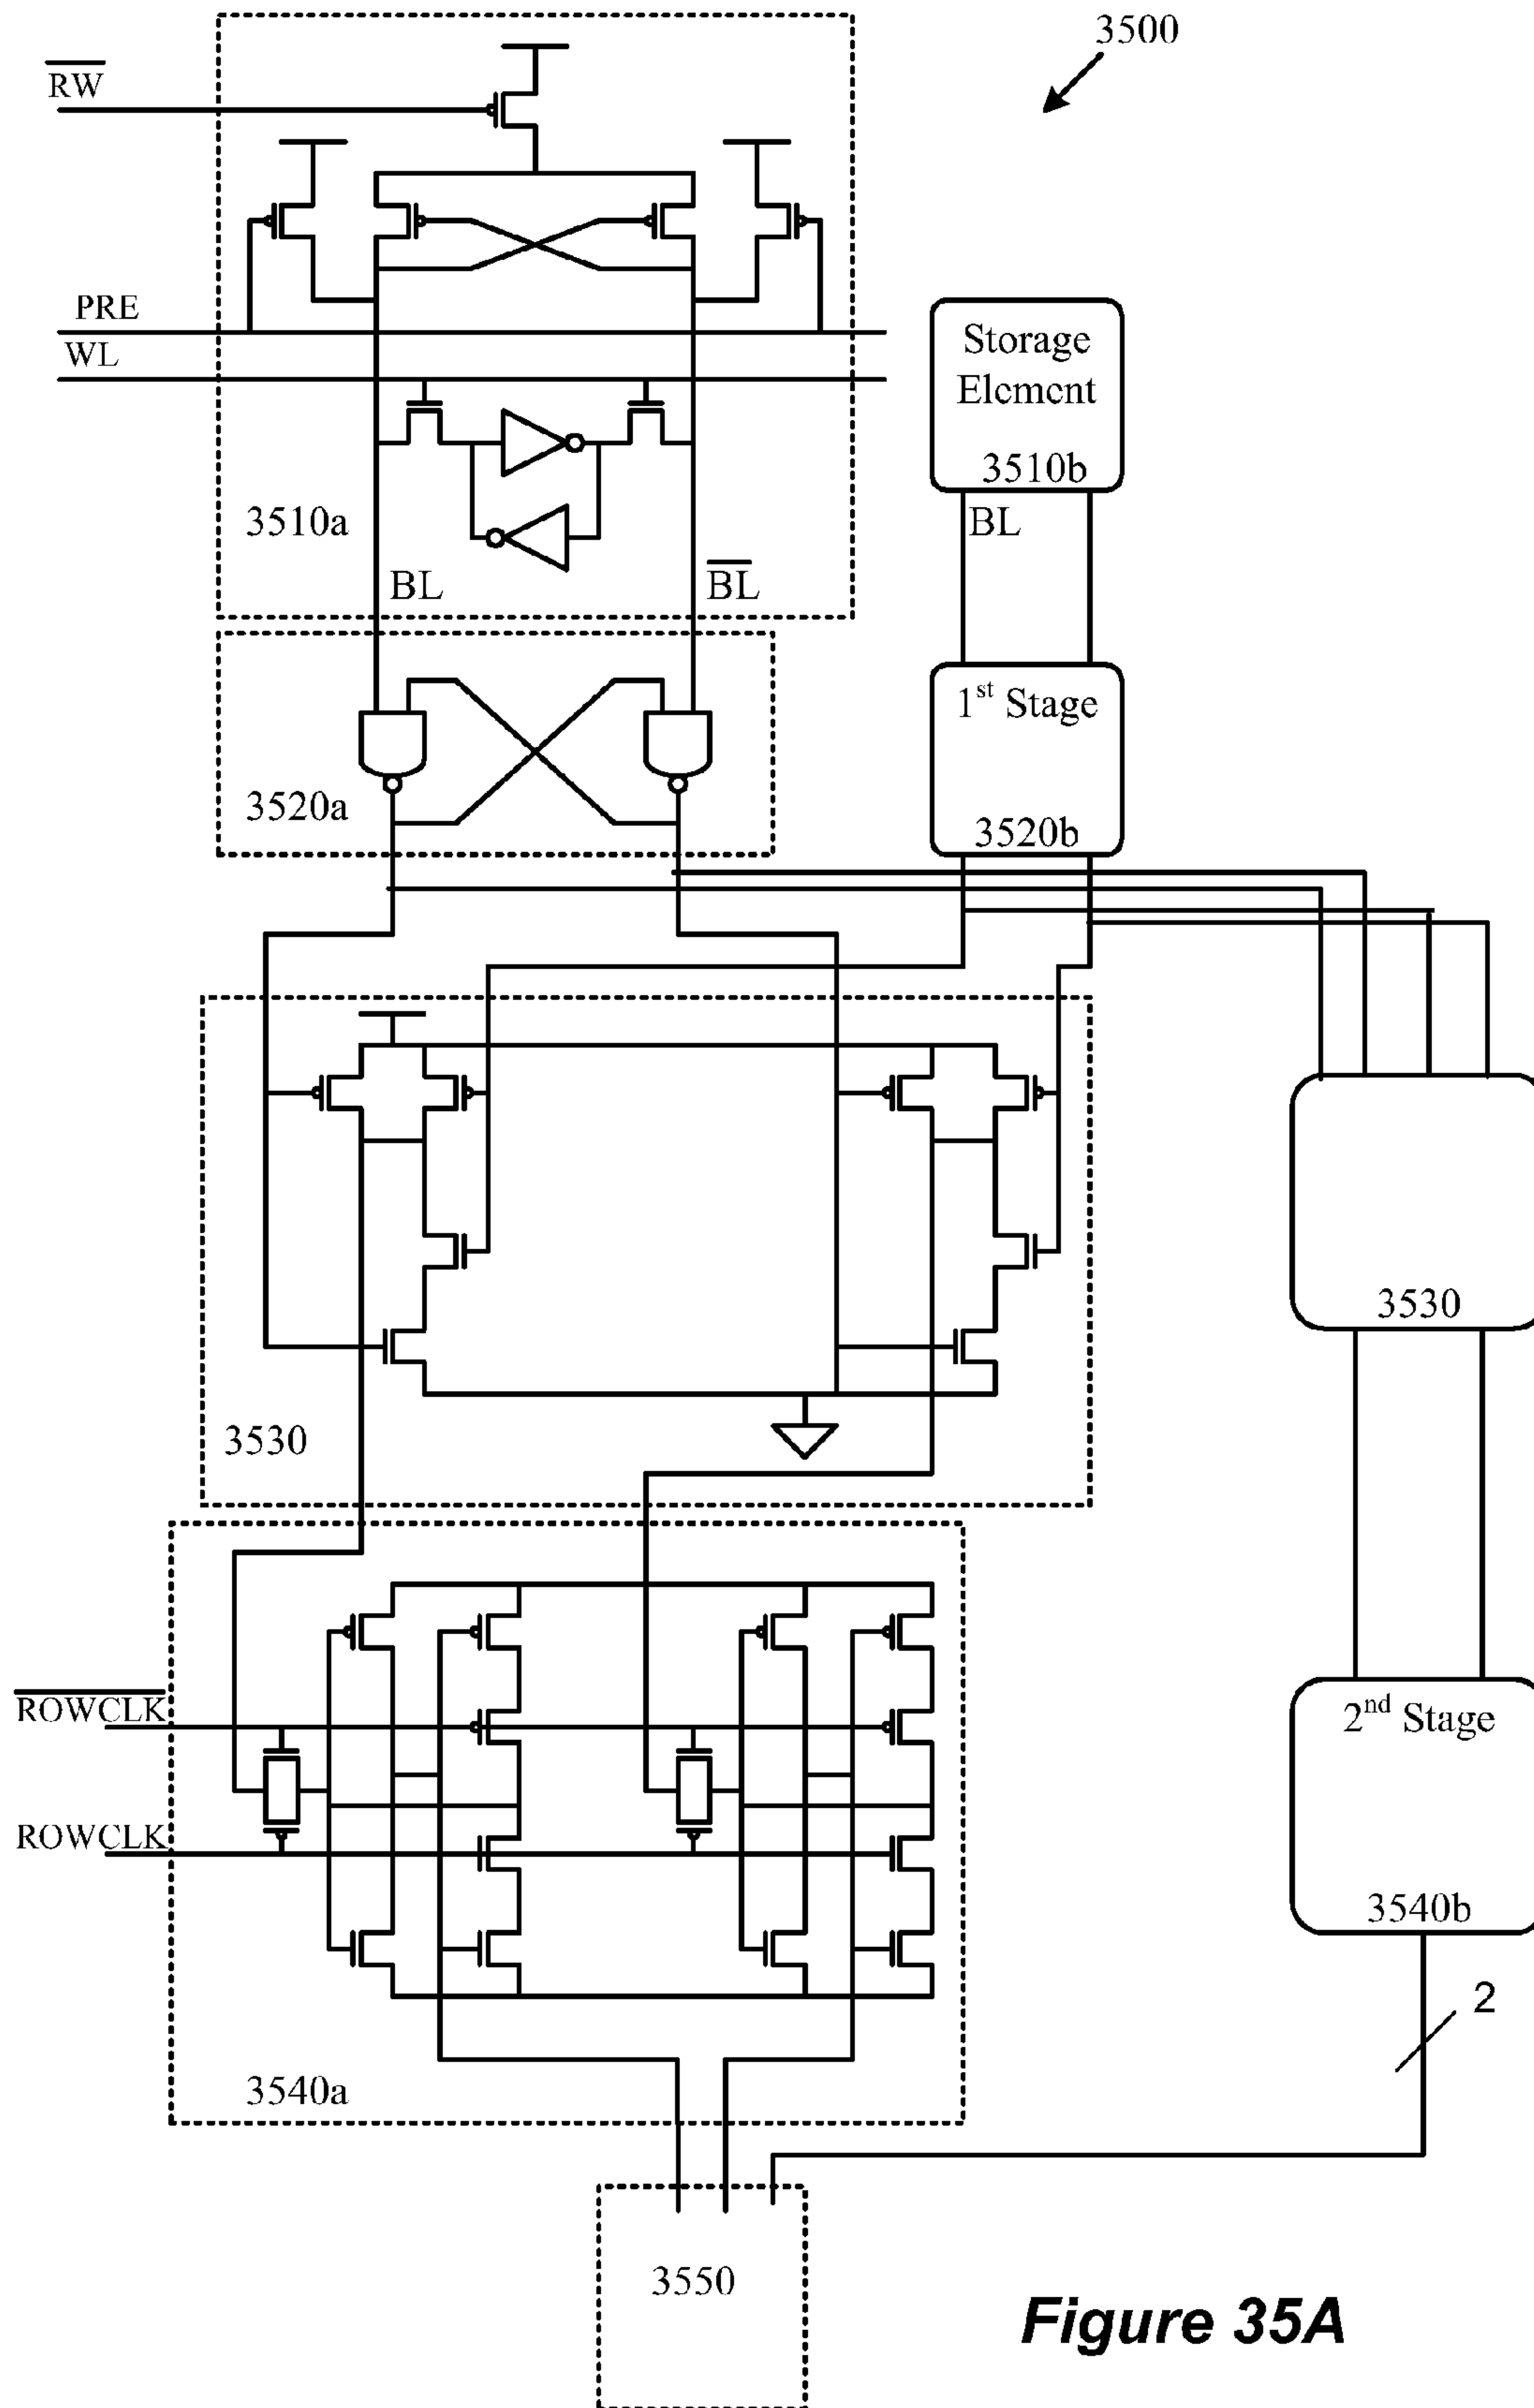 3500
RW
PRE
WL
Storage
Element
3510b
3510a
BL
BL
BL
1st Stage
3520a
3520b
3530
3530
ROWCLK
2nd Stage
ROWCLK
3540b
2
3540a
3550
Figure 35A